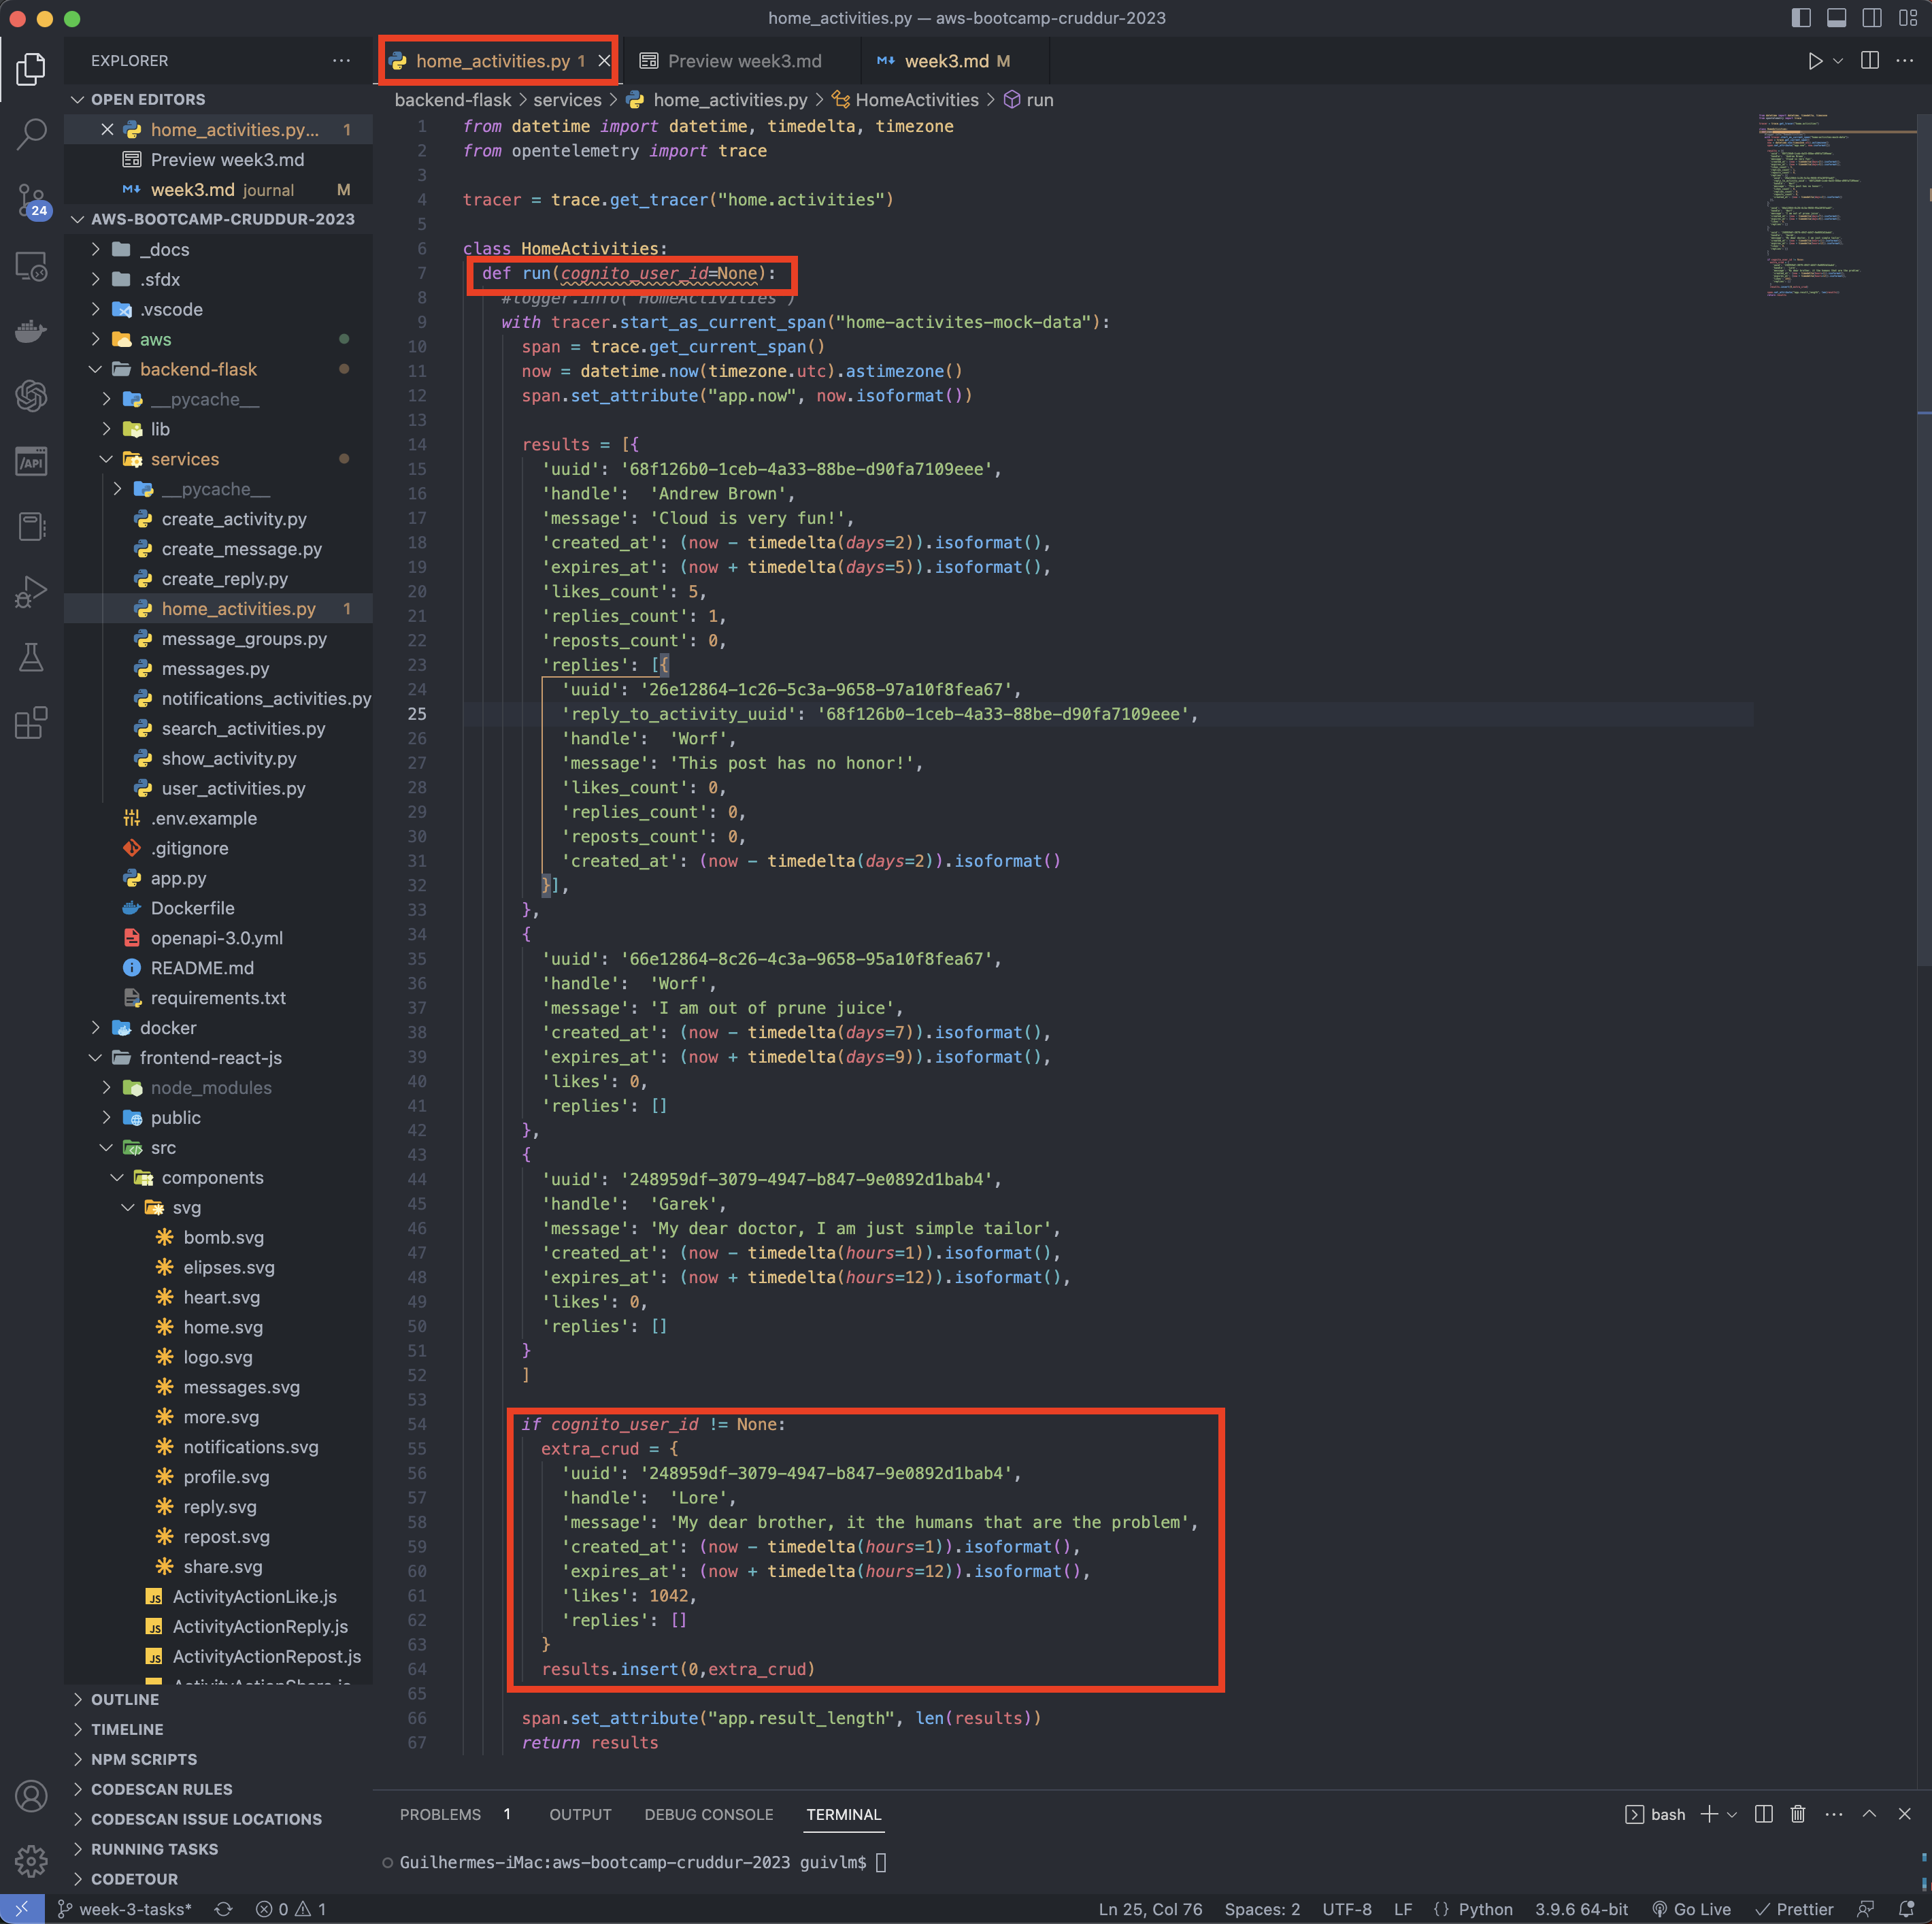 home_activities.py — aws-bootcamp-cruddur-2023
EXPLORER
OPEN EDITORS
home_activities.py... 1
Preview week3.md
week3.md journal M
24
AWS-BOOTCAMP-CRUDDUR-2023
_docs
.sfdx
.vscode
aws
backend-flask
__pycache__
lib
services
__pycache__
create_activity.py
create_message.py
create_reply.py
home_activities.py 1
message_groups.py
messages.py
notifications_activities.py
search_activities.py
show_activity.py
user_activities.py
.env.example
.gitignore
app.py
Dockerfile
openapi-3.0.yml
README.md
requirements.txt
docker
frontend-react-js
node_modules
public
src
components
svg
bomb.svg
elipses.svg
heart.svg
home.svg
logo.svg
messages.svg
more.svg
notifications.svg
profile.svg
reply.svg
repost.svg
share.svg
ActivityActionLike.js
ActivityActionReply.js
ActivityActionRepost.js
OUTLINE
TIMELINE
NPM SCRIPTS
CODESCAN RULES
CODESCAN ISSUE LOCATIONS
RUNNING TASKS
CODETOUR
home_activities.py 1
Preview week3.md
week3.md M
backend-flask > services > home_activities.py > HomeActivities > run
1 from datetime import datetime, timedelta, timezone
2 from opentelemetry import trace
3
4 tracer = trace.get_tracer("home.activities")
5
6 class HomeActivities:
7 def run(cognito_user_id=None):
8 #logger.info( HomeActivities )
9 with tracer.start_as_current_span("home-activites-mock-data"):
10 span = trace.get_current_span()
11 now = datetime.now(timezone.utc).astimezone()
12 span.set_attribute("app.now", now.isoformat())
13
14 results = [{
15 'uuid': '68f126b0-1ceb-4a33-88be-d90fa7109eee',
16 'handle':  'Andrew Brown',
17 'message': 'Cloud is very fun!',
18 'created_at': (now - timedelta(days=2)).isoformat(),
19 'expires_at': (now + timedelta(days=5)).isoformat(),
20 'likes_count': 5,
21 'replies_count': 1,
22 'reposts_count': 0,
23 'replies': [{
24 'uuid': '26e12864-1c26-5c3a-9658-97a10f8fea67',
25 'reply_to_activity_uuid': '68f126b0-1ceb-4a33-88be-d90fa7109eee',
26 'handle':  'Worf',
27 'message': 'This post has no honor!',
28 'likes_count': 0,
29 'replies_count': 0,
30 'reposts_count': 0,
31 'created_at': (now - timedelta(days=2)).isoformat()
32 }],
33 },
34 {
35 'uuid': '66e12864-8c26-4c3a-9658-95a10f8fea67',
36 'handle':  'Worf',
37 'message': 'I am out of prune juice',
38 'created_at': (now - timedelta(days=7)).isoformat(),
39 'expires_at': (now + timedelta(days=9)).isoformat(),
40 'likes': 0,
41 'replies': []
42 },
43 {
44 'uuid': '248959df-3079-4947-b847-9e0892d1bab4',
45 'handle':  'Garek',
46 'message': 'My dear doctor, I am just simple tailor',
47 'created_at': (now - timedelta(hours=1)).isoformat(),
48 'expires_at': (now + timedelta(hours=12)).isoformat(),
49 'likes': 0,
50 'replies': []
51 }
52 ]
53
54 if cognito_user_id != None:
55 extra_crud = {
56 'uuid': '248959df-3079-4947-b847-9e0892d1bab4',
57 'handle':  'Lore',
58 'message': 'My dear brother, it the humans that are the problem',
59 'created_at': (now - timedelta(hours=1)).isoformat(),
60 'expires_at': (now + timedelta(hours=12)).isoformat(),
61 'likes': 1042,
62 'replies': []
63 }
64 results.insert(0,extra_crud)
65
66 span.set_attribute("app.result_length", len(results))
67 return results
PROBLEMS 1 OUTPUT DEBUG CONSOLE TERMINAL
bash
Guilhermes-iMac:aws-bootcamp-cruddur-2023 guivlm$
week-3-tasks* 0 1
Ln 25, Col 76 Spaces: 2 UTF-8 LF {} Python 3.9.6 64-bit Go Live Prettier